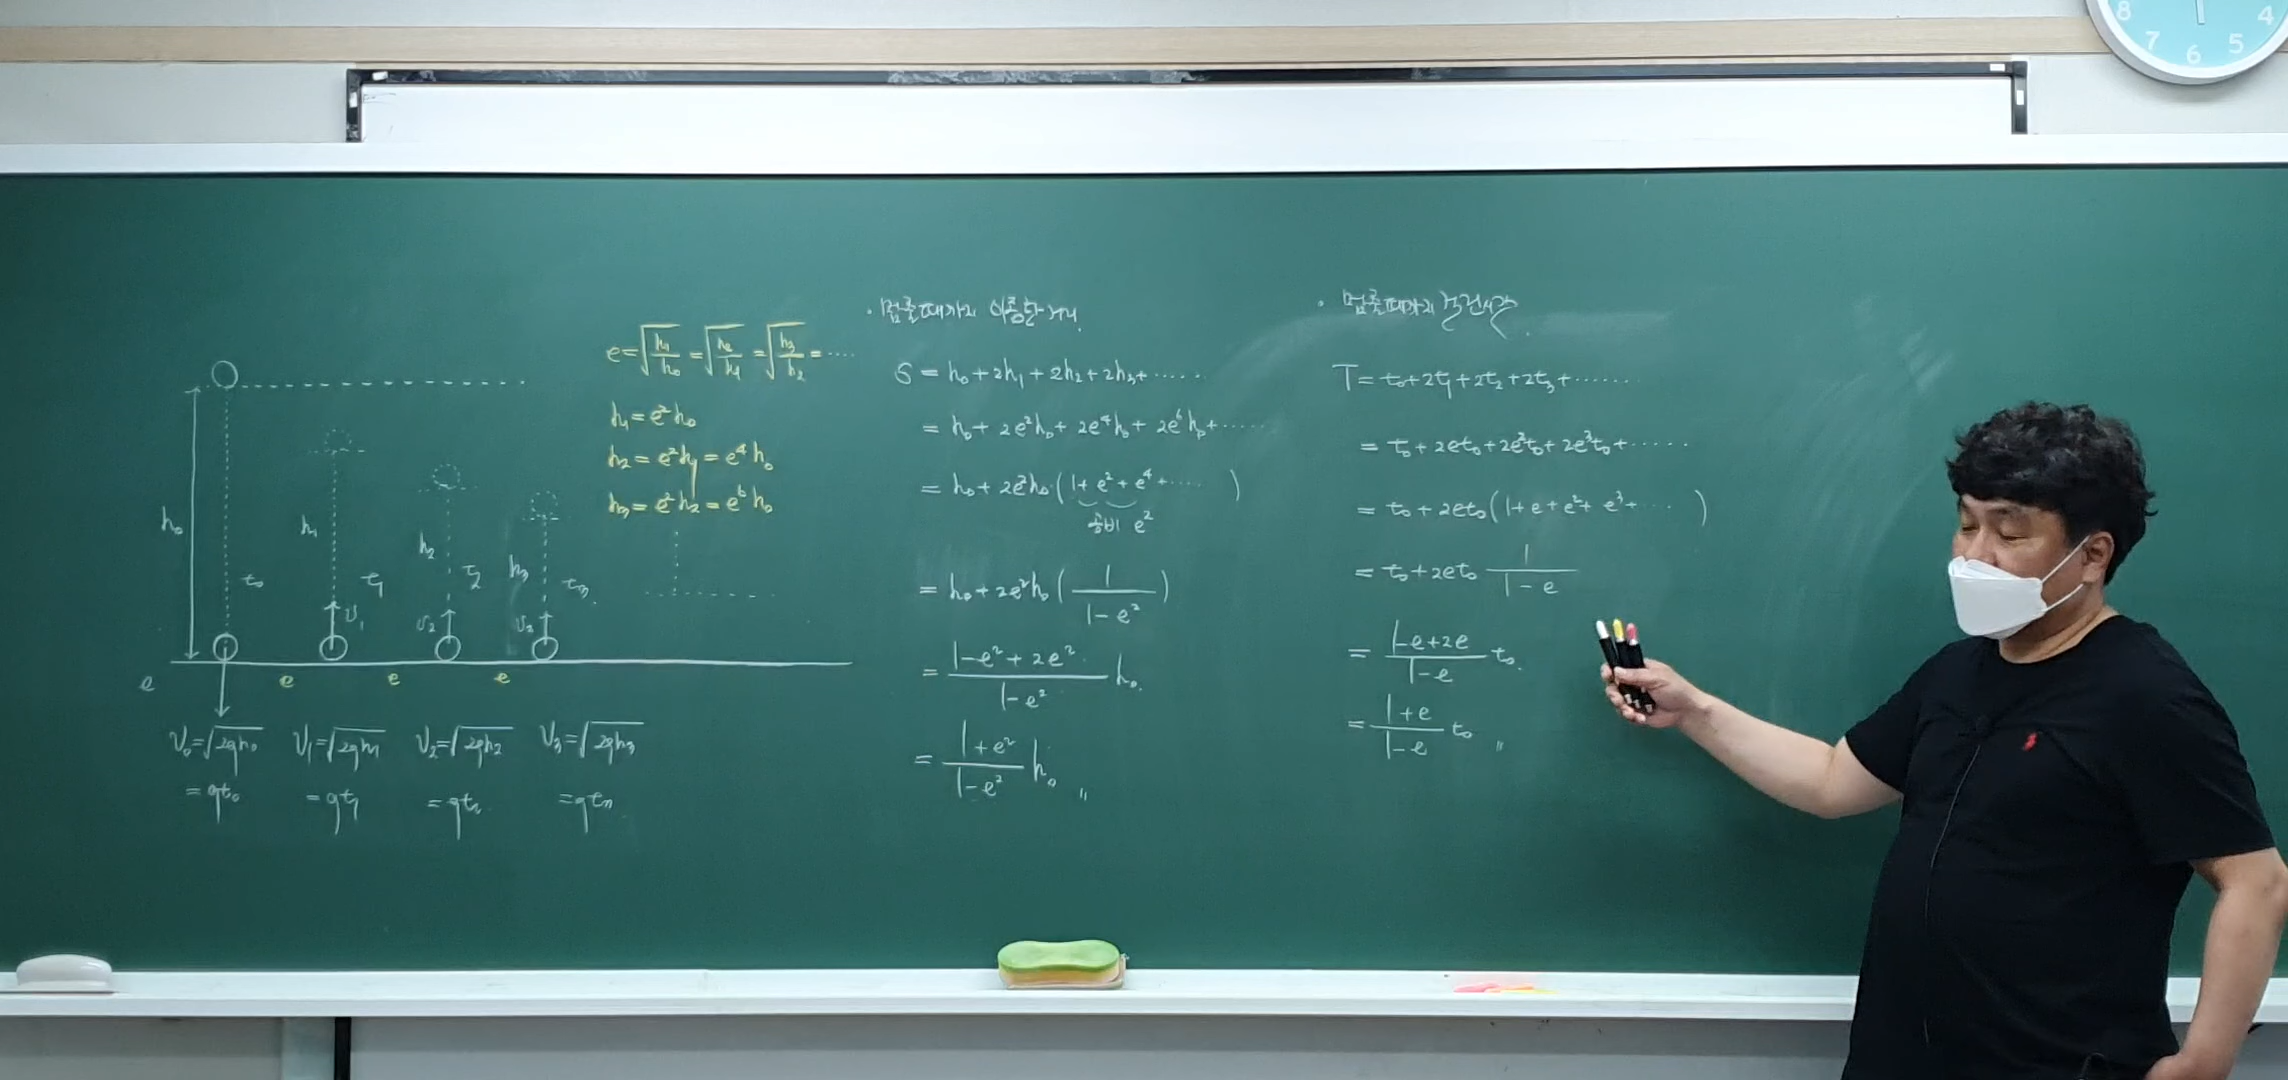 h₀
t₀
h₁
t₁
v₁
h₂
t₂
v₂
h₃
t₃
e
e
e
e
v₀=√2gh₀
=gt₀
v₁=√2gh₁
=gt₁
v₂=√2gh₂
=gt₂
v₃=√2gh₃
e=√(h₁/h₀)=√(h₂/h₁)=√(h₃/h₂)=....
h₁=e²h₀
h₂=e²h₁=e⁴h₀
h₃=e²h₂=e⁶h₀
· 멈출때까지 이동한거리
S=h₀+2h₁+2h₂+2h₃+......
=h₀+2e²h₀+2e⁴h₀+2e⁶h₀+.....
=h₀+2e²h₀(1+e²+e⁴+.....)
공비 e²
=h₀+2e²h₀(1/(1-e²))
=(1-e²+2e²)/(1-e²) h₀
=(1+e²)/(1-e²) h₀ 〃
· 멈출때까지 걸린시간
T=t₀+2t₁+2t₂+2t₃+......
=t₀+2et₀+2e²t₀+2e³t₀+......
=t₀+2et₀(1+e+e²+e³+....)
=t₀+2et₀ 1/(1-e)
=(1-e+2e)/(1-e) t₀.
=(1+e)/(1-e) t₀ 〃
8
7
6
5
4